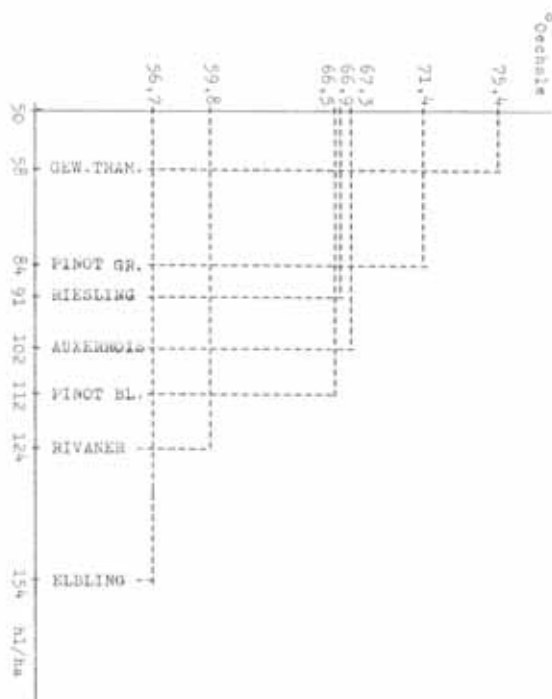 °Oechsle
56,7
59,8
66,5
66,9
67,3
71,4
75,4
50
58
GEW.TRAM.
84
PINOT GR.
91
RIESLING
102
AUXERROIS
112
PINOT BL.
124
RIVANER
154
ELBLING
hl/ha